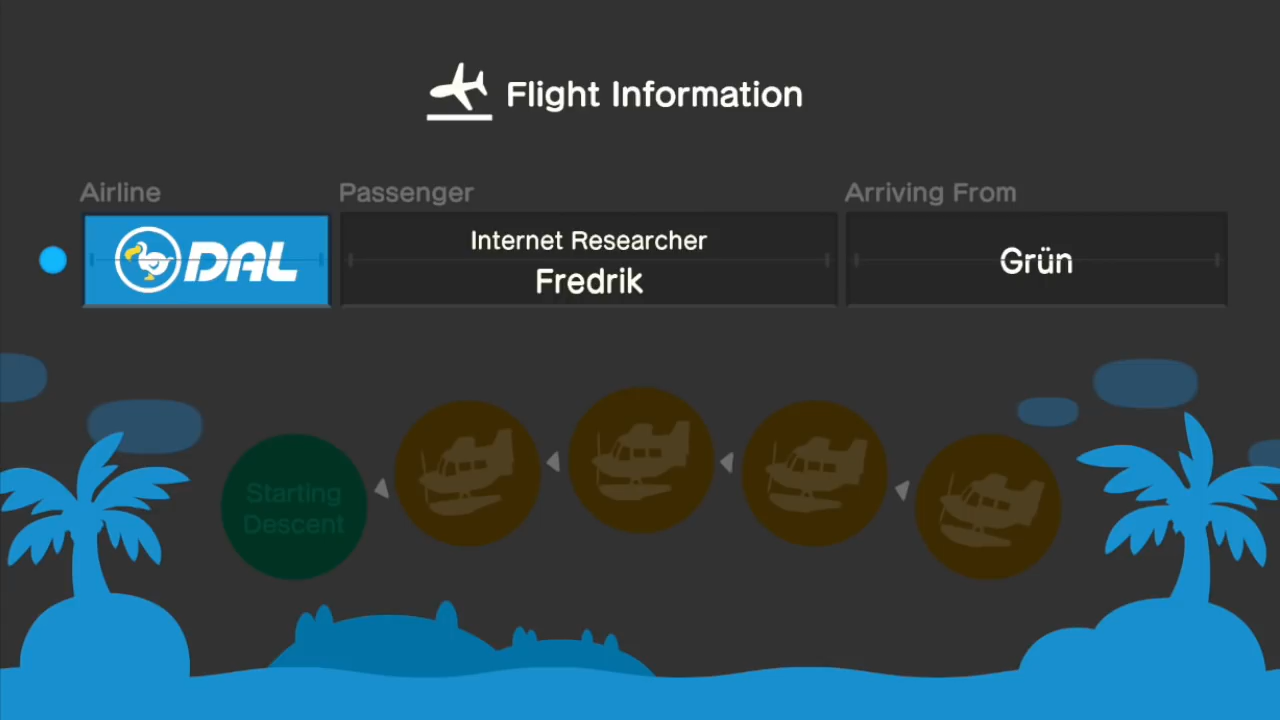 Flight Information
Airline
Passenger
Arriving From
DAL
Internet Researcher
Fredrik
Grün
Starting
Descent